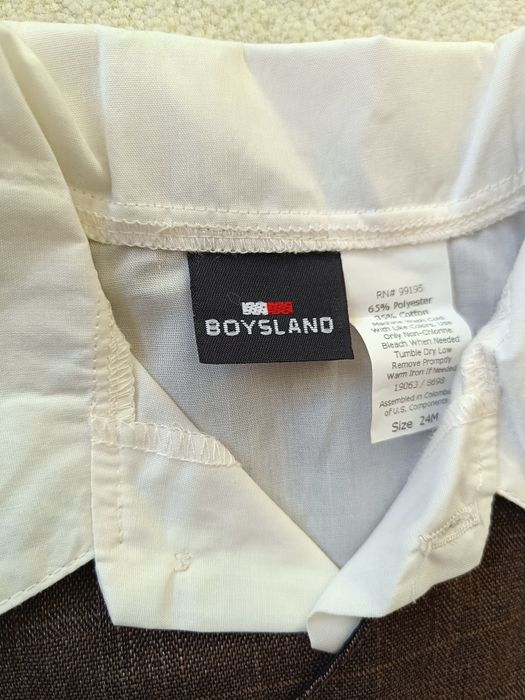 BOYSLAND
RN# 99195
65% Polyester
35% Cotton
Machine Wash Cold
With Like Colors, Use
Only Non-Chlorine
Bleach When Needed
Tumble Dry Low
Remove Promptly
Warm Iron if Needed
19063 / 8698
Assembled in Colombia
of U.S. Components
Size 24M